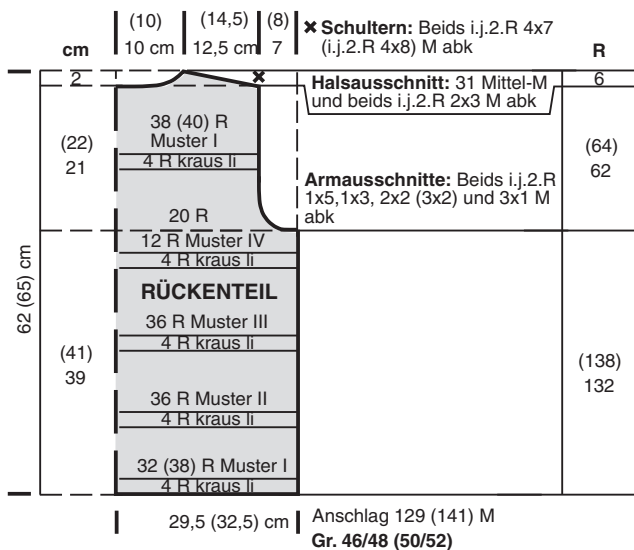 (10) (14,5) (8)
10 cm 12,5 cm 7
✖ Schultern: Beids i.j.2.R 4x7
(i.j.2.R 4x8) M abk
cm R
2 6
Halsausschnitt: 31 Mittel-M
und beids i.j.2.R 2x3 M abk
38 (40) R
Muster I
4 R kraus li
(22)
21
(64)
62
Armausschnitte: Beids i.j.2.R
1x5,1x3, 2x2 (3x2) und 3x1 M
abk
20 R
12 R Muster IV
4 R kraus li
RÜCKENTEIL
62 (65) cm
36 R Muster III
4 R kraus li
(41)
39
(138)
132
36 R Muster II
4 R kraus li
32 (38) R Muster I
4 R kraus li
29,5 (32,5) cm
Anschlag 129 (141) M
Gr. 46/48 (50/52)